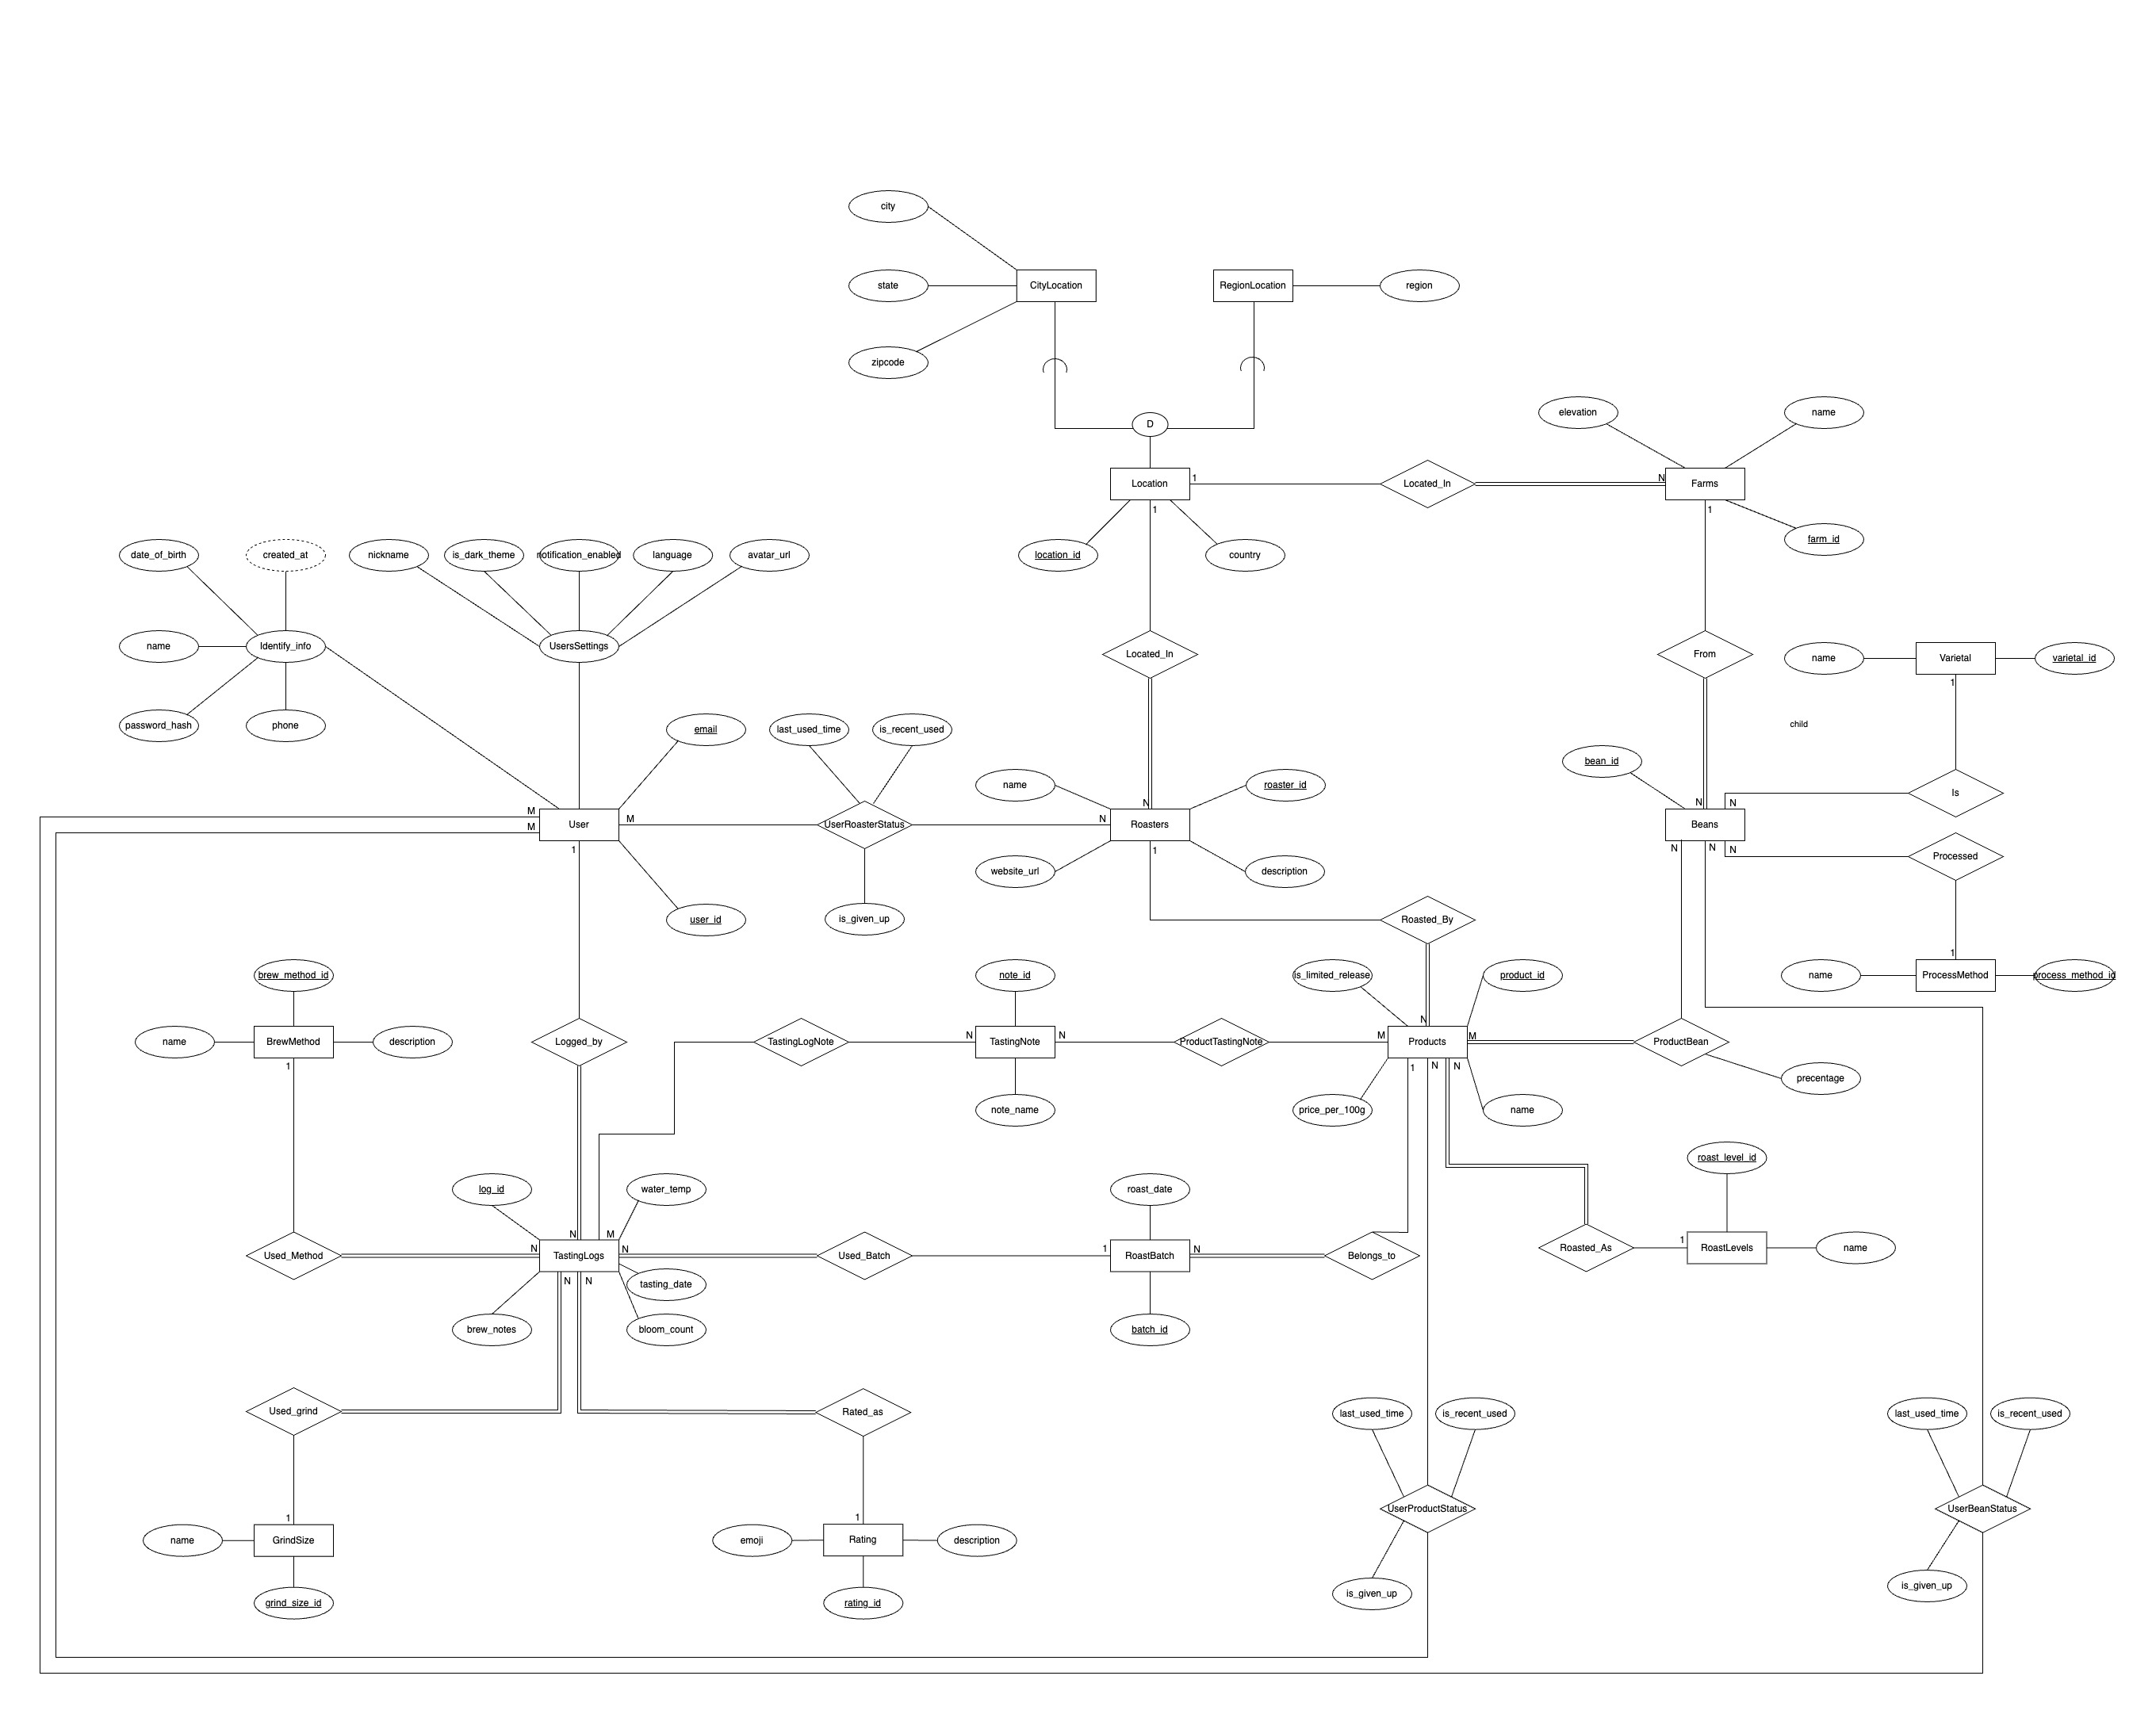 city
state
CityLocation
RegionLocation
region
zipcode
D
elevation
name
Location
1
Located_In
N
Farms
1
1
location_id
country
farm_id
date_of_birth
created_at
nickname
is_dark_theme
notification_enabled
language
avatar_url
name
Identify_info
UsersSettings
Located_In
From
name
Varietal
varietal_id
1
password_hash
phone
email
last_used_time
is_recent_used
child
bean_id
name
roaster_id
Is
M
M
User
M
UserRoasterStatus
N
N
Roasters
N
N
Beans
1
1
N
N
N
Processed
website_url
description
user_id
is_given_up
Roasted_By
1
brew_method_id
note_id
is_limited_release
product_id
name
ProcessMethod
process_method_id
name
BrewMethod
description
Logged_by
TastingLogNote
N
TastingNote
N
ProductTastingNote
M
N
Products
M
ProductBean
1
1
N
N
precentage
note_name
price_per_100g
name
roast_level_id
log_id
water_temp
roast_date
Used_Method
N
N
TastingLogs
M
N
Used_Batch
1
RoastBatch
N
Belongs_to
Roasted_As
1
RoastLevels
name
N
N
tasting_date
brew_notes
bloom_count
batch_id
Used_grind
Rated_as
last_used_time
is_recent_used
last_used_time
is_recent_used
UserProductStatus
UserBeanStatus
1
1
name
GrindSize
emoji
Rating
description
is_given_up
is_given_up
grind_size_id
rating_id